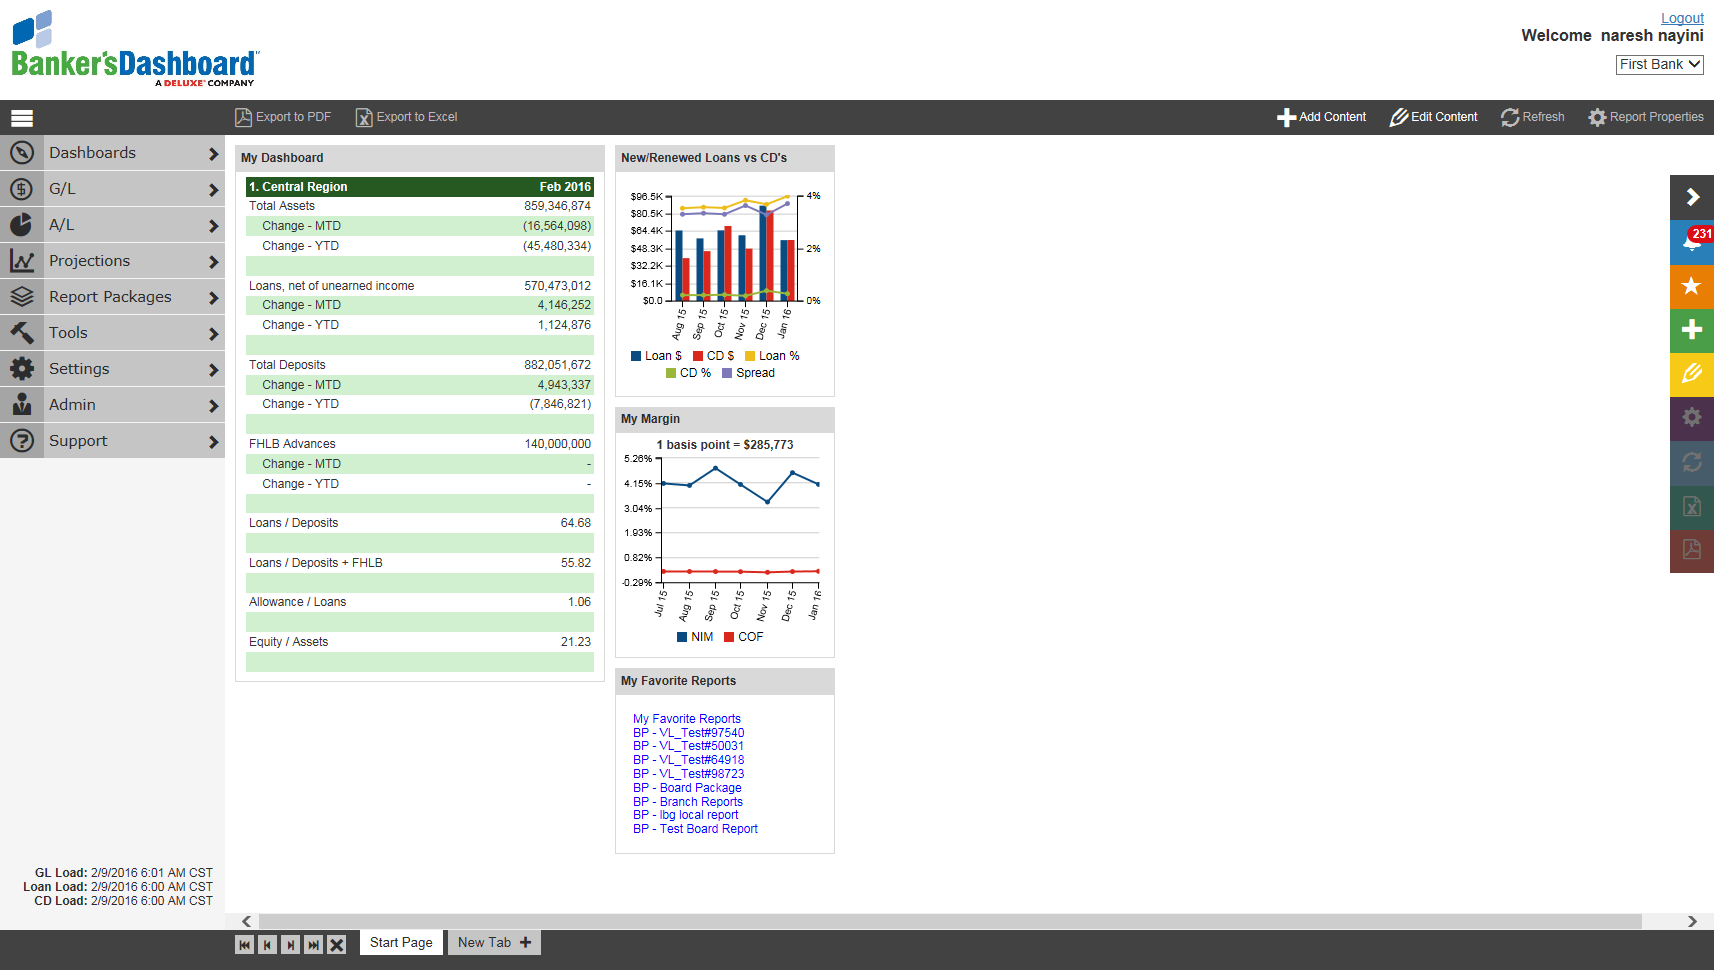 Logout
Welcome naresh nayini
First Bank
Banker'sDashboard
A DELUXE COMPANY
Export to PDF
Export to Excel
Add Content
Edit Content
Refresh
Report Properties
Dashboards
G/L
A/L
Projections
Report Packages
Tools
Settings
Admin
Support
GL Load: 2/9/2016 6:01 AM CST
Loan Load: 2/9/2016 6:00 AM CST
CD Load: 2/9/2016 6:00 AM CST
My Dashboard
1. Central Region Feb 2016
Total Assets 859,346,874
Change - MTD (16,564,098)
Change - YTD (45,480,334)
Loans, net of unearned income 570,473,012
Change - MTD 4,146,252
Change - YTD 1,124,876
Total Deposits 882,051,672
Change - MTD 4,943,337
Change - YTD (7,846,821)
FHLB Advances 140,000,000
Change - MTD -
Change - YTD -
Loans / Deposits 64.68
Loans / Deposits + FHLB 55.82
Allowance / Loans 1.06
Equity / Assets 21.23
New/Renewed Loans vs CD's
$96.5K 4%
$80.5K
$64.4K
$48.3K 2%
$32.2K
$16.1K
$0.0 0%
Aug 15 Sep 15 Oct 15 Nov 15 Dec 15 Jan 16
Loan $ CD $ Loan %
CD % Spread
My Margin
1 basis point = $285,773
5.26%
4.15%
3.04%
1.93%
0.82%
-0.29%
Jul 15 Aug 15 Sep 15 Oct 15 Nov 15 Dec 15 Jan 16
NIM COF
My Favorite Reports
My Favorite Reports
BP - VL_Test#97540
BP - VL_Test#50031
BP - VL_Test#64918
BP - VL_Test#98723
BP - Board Package
BP - Branch Reports
BP - lbg local report
BP - Test Board Report
231
Start Page
New Tab